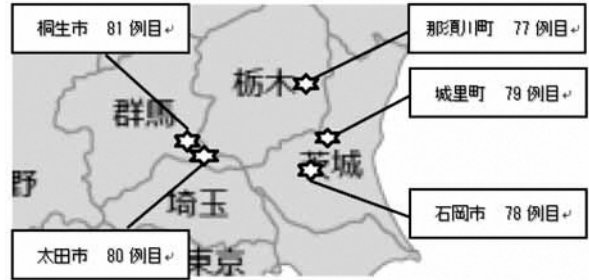 桐生市 81 例目↵
那須川町 77 例目↵
栃木
城里町 79 例目↵
群馬
茨城
野
埼玉
石岡市 78 例目↵
太田市 80 例目↵
東京